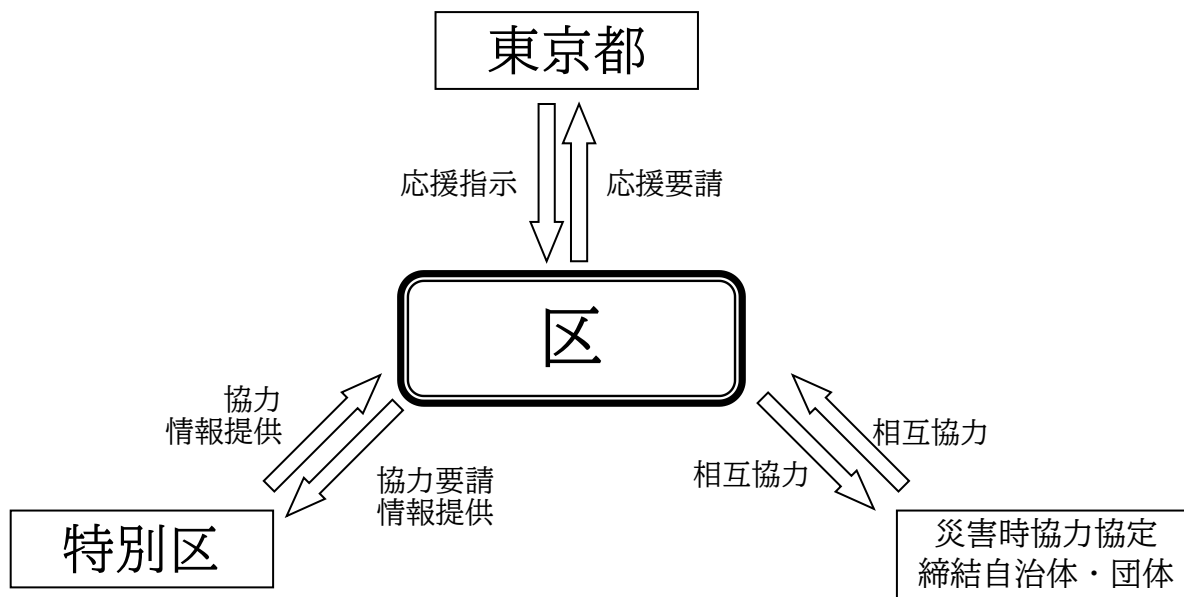 東京都
応援指示
応援要請
区
協力
情報提供
協力要請
情報提供
相互協力
相互協力
特別区
災害時協力協定
締結自治体・団体